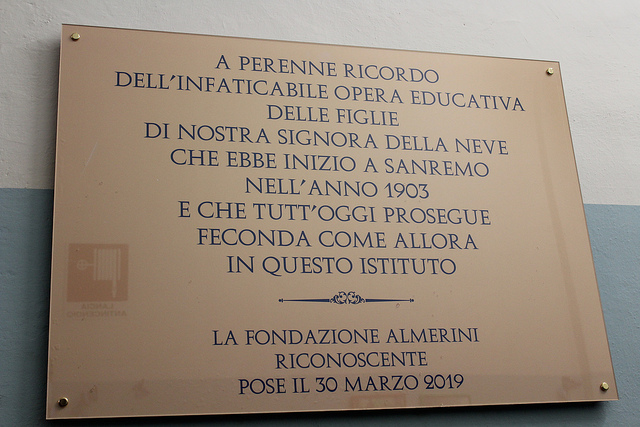 A PERENNE RICORDO
DELL'INFATICABILE OPERA EDUCATIVA
DELLE FIGLIE
DI NOSTRA SIGNORA DELLA NEVE
CHE EBBE INIZIO A SANREMO
NELL'ANNO 1903
E CHE TUTT'OGGI PROSEGUE
FECONDA COME ALLORA
IN QUESTO ISTITUTO
LA FONDAZIONE ALMERINI
RICONOSCENTE
POSE IL 30 MARZO 2019